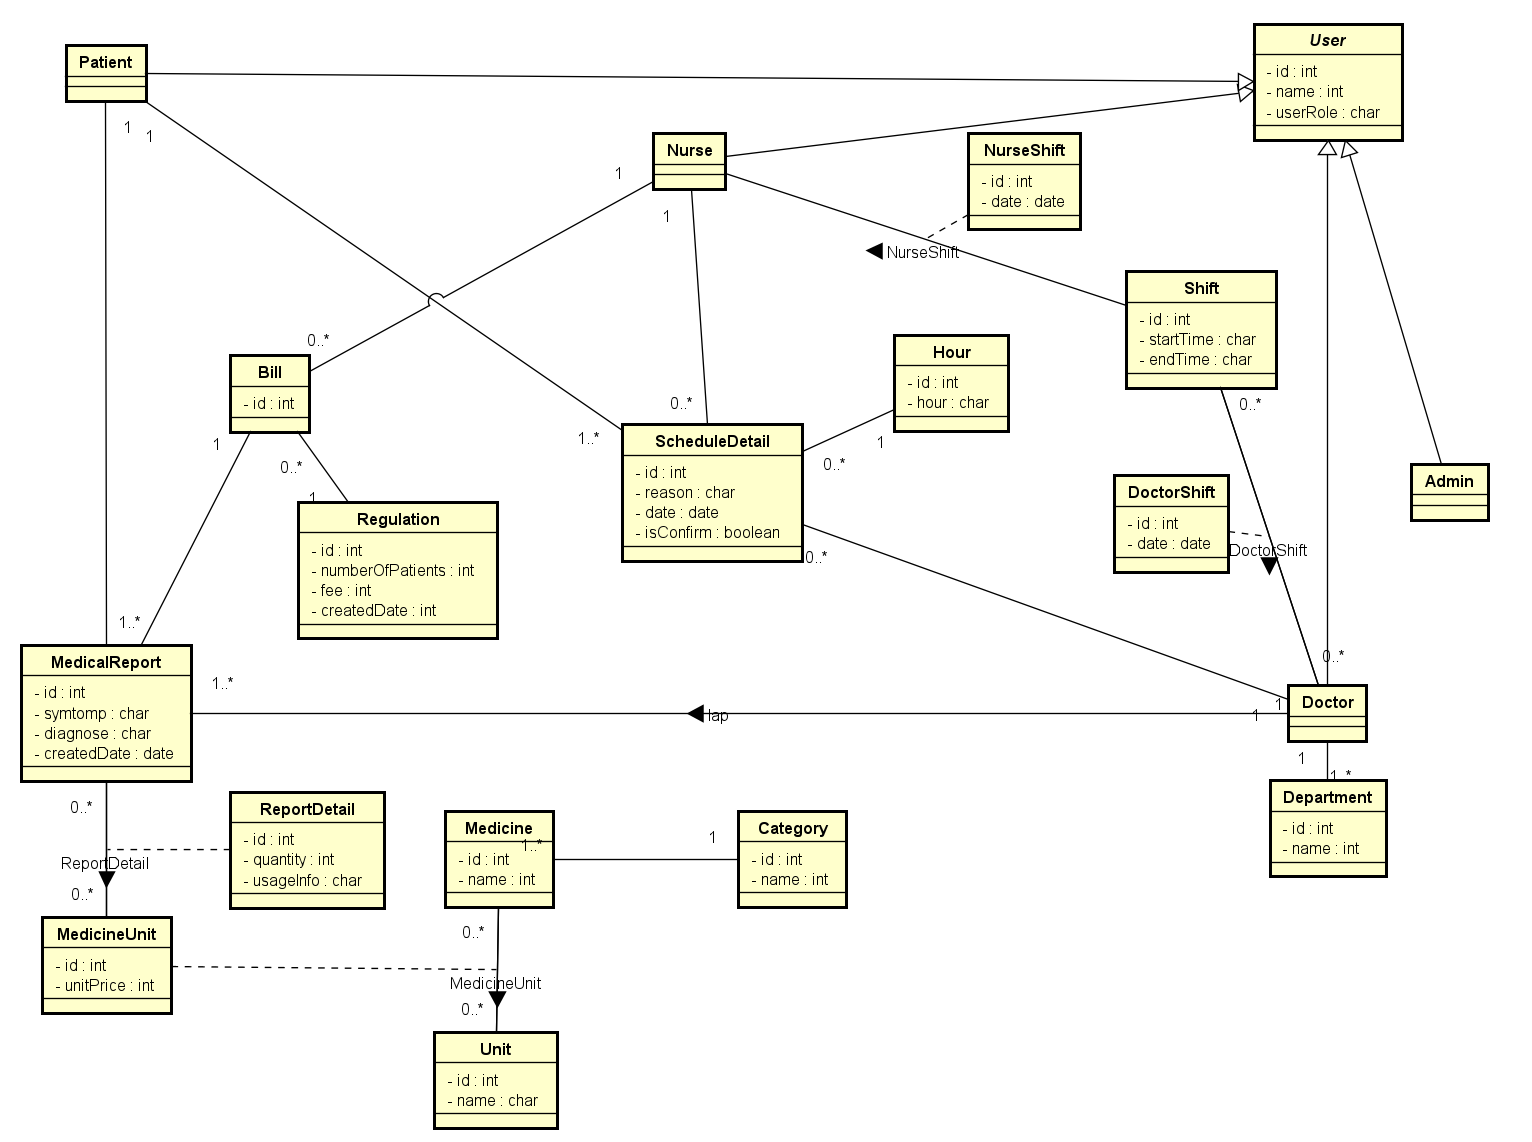 User
- id : int
- name : int
- userRole : char
Patient
1
1
Nurse
1
1
NurseShift
- id : int
- date : date
NurseShift
Shift
- id : int
- startTime : char
- endTime : char
0..*
Hour
- id : int
- hour : char
1
0..*
Bill
- id : int
0..*
1
0..*
1
Regulation
- id : int
- numberOfPatients : int
- fee : int
- createdDate : int
0..*
1..*
ScheduleDetail
- id : int
- reason : char
- date : date
- isConfirm : boolean
0..*
DoctorShift
- id : int
- date : date
DoctorShift
Admin
0..*
1..*
MedicalReport
- id : int
- symtomp : char
- diagnose : char
- createdDate : date
1..*
lap
1
1
Doctor
1
1..*
Department
- id : int
- name : int
0..*
ReportDetail
- id : int
- quantity : int
- usageInfo : char
ReportDetail
0..*
MedicineUnit
- id : int
- unitPrice : int
Medicine
1..*
- id : int
- name : int
1
Category
- id : int
- name : int
0..*
MedicineUnit
0..*
Unit
- id : int
- name : char